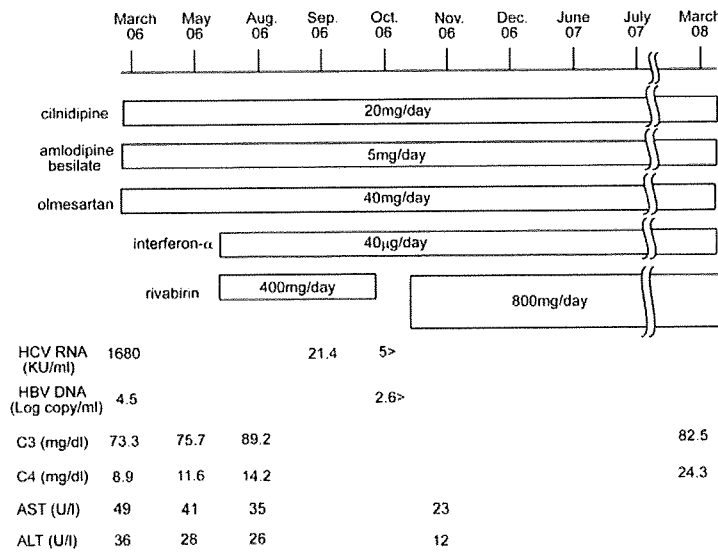 March May Aug. Sep. Oct. Nov. Dec. June July March
06 06 06 06 06 06 06 07 07 08
cilnidipine 20mg/day
amlodipine
besilate 5mg/day
olmesartan 40mg/day
interferon-α 40μg/day
rivabirin 400mg/day 800mg/day
HCV RNA 1680 21.4 5>
(KU/ml)
HBV DNA 4.5 2.6>
(Log copy/ml)
C3 (mg/dl) 73.3 75.7 89.2 82.5
C4 (mg/dl) 8.9 11.6 14.2 24.3
AST (U/l) 49 41 35 23
ALT (U/l) 36 28 26 12